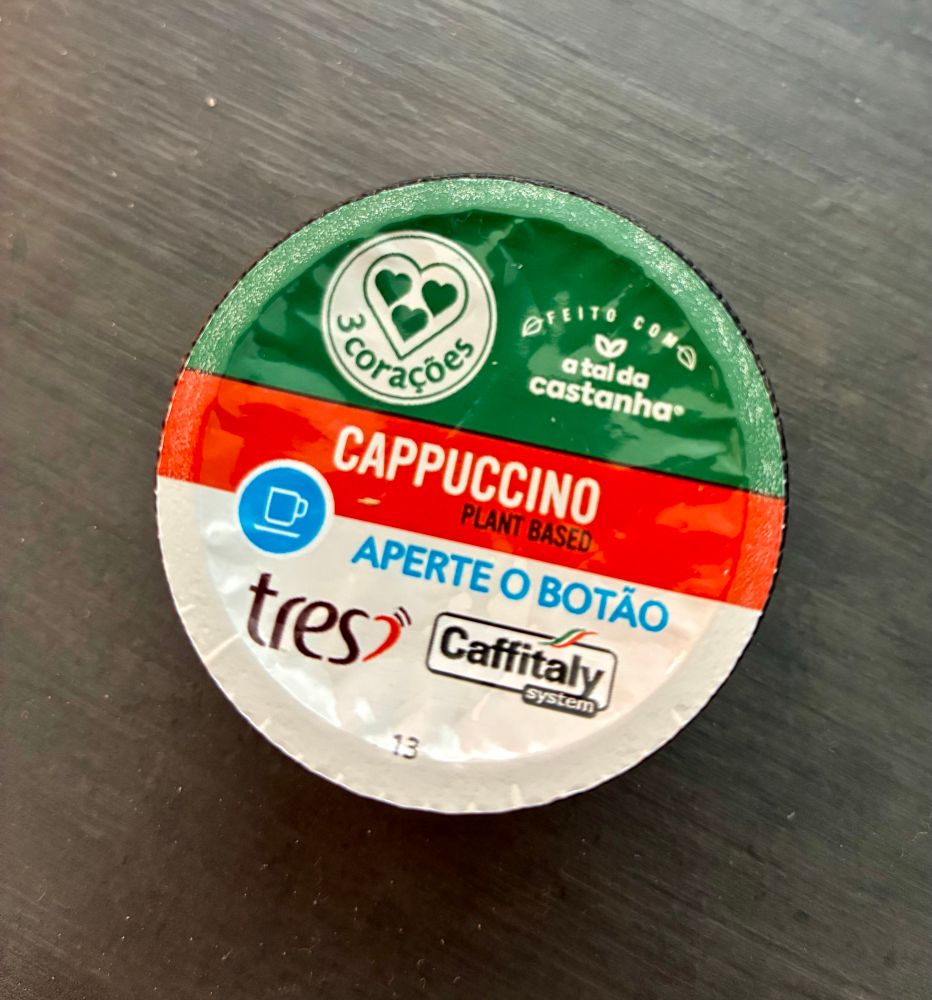 3 corações
FEITO COM
a tal da
castanha®
CAPPUCCINO
PLANT BASED
APERTE O BOTÃO
tres
Caffitaly
system
13